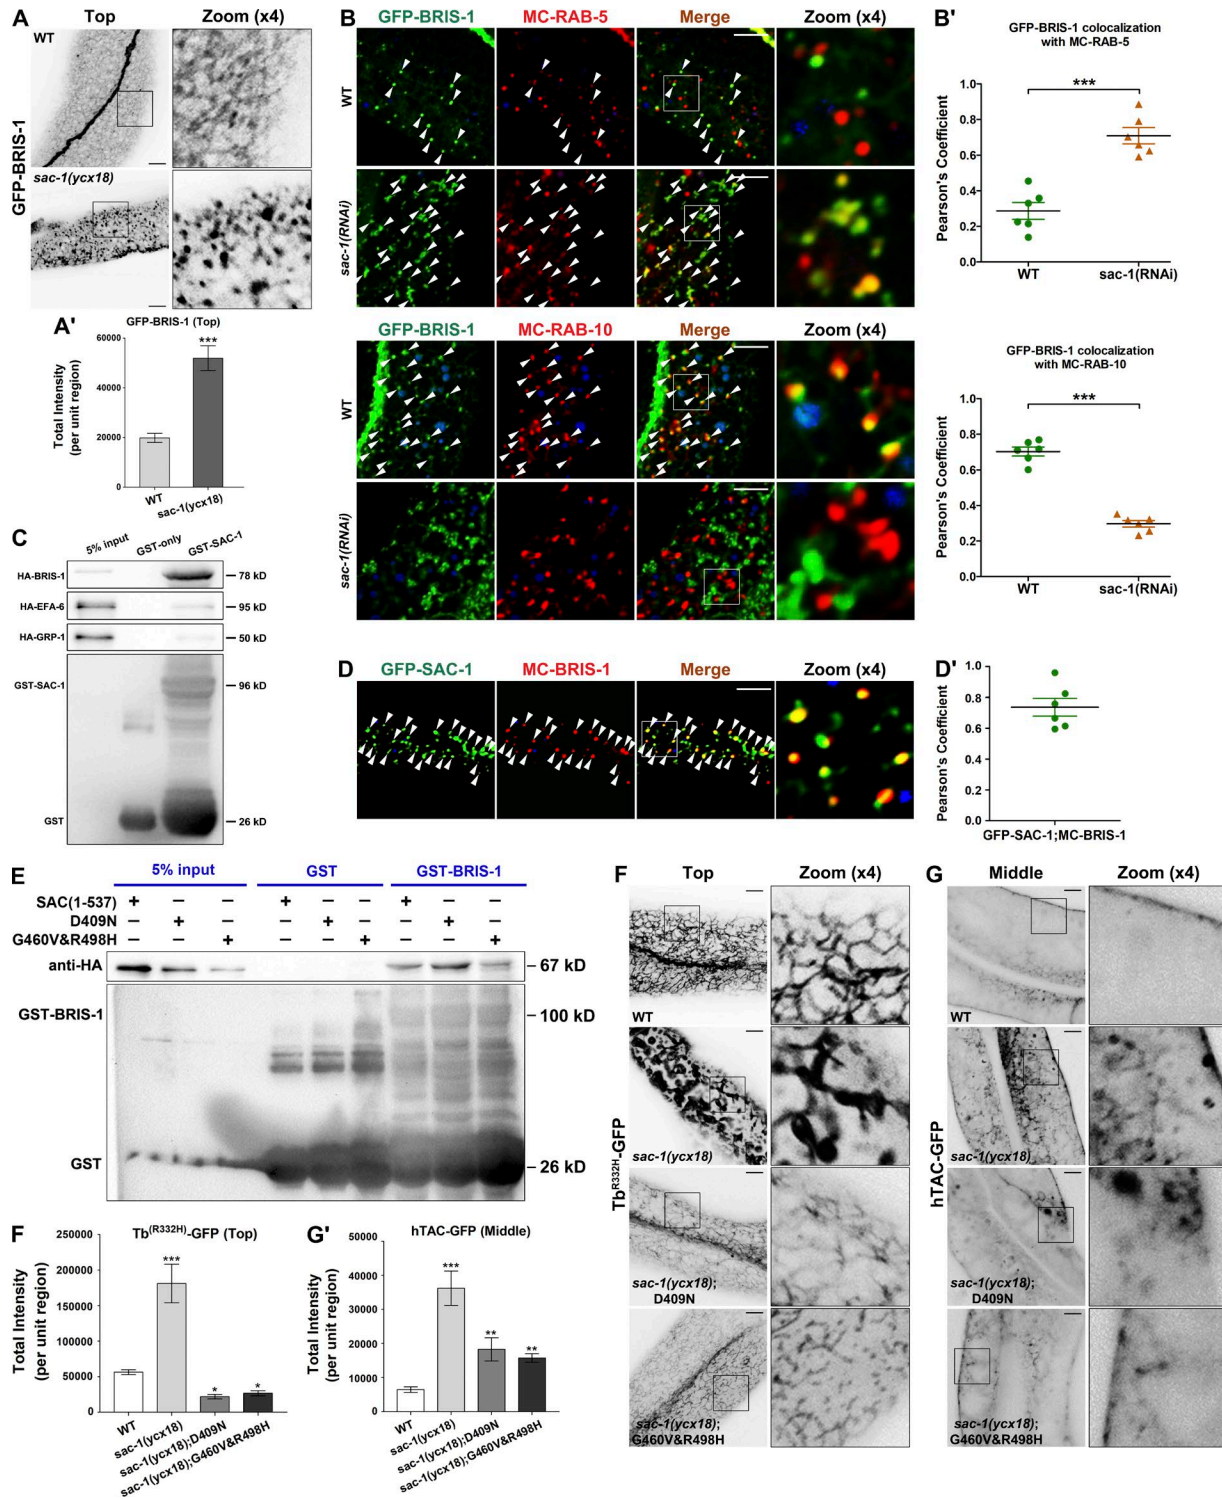 A
Top
Zoom (x4)
WT
sac-1(ycx18)
GFP-BRIS-1
A'
GFP-BRIS-1 (Top)
Total Intensity
(per unit region)
60000
40000
20000
0
***
WT
sac-1(ycx18)
B
GFP-BRIS-1
MC-RAB-5
Merge
Zoom (x4)
WT
sac-1(RNAi)
GFP-BRIS-1
MC-RAB-10
Merge
Zoom (x4)
WT
sac-1(RNAi)
B'
GFP-BRIS-1 colocalization
with MC-RAB-5
Pearson's Coefficient
1.0
0.8
0.6
0.4
0.2
0.0
***
WT
sac-1(RNAi)
GFP-BRIS-1 colocalization
with MC-RAB-10
Pearson's Coefficient
1.0
0.8
0.6
0.4
0.2
0.0
***
WT
sac-1(RNAi)
C
5% input
GST-only
GST-SAC-1
HA-BRIS-1
78 kD
HA-EFA-6
95 kD
HA-GRP-1
50 kD
GST-SAC-1
96 kD
GST
26 kD
D
GFP-SAC-1
MC-BRIS-1
Merge
Zoom (x4)
D'
Pearson's Coefficient
1.0
0.8
0.6
0.4
0.2
0.0
GFP-SAC-1;MC-BRIS-1
E
5% input
GST
GST-BRIS-1
SAC(1-537) + – – + – – + – –
D409N – + – – + – – + –
G460V&R498H – – + – – + – – +
anti-HA
67 kD
GST-BRIS-1
100 kD
GST
26 kD
F
Top
Zoom (x4)
Tb^R332H-GFP
WT
sac-1(ycx18)
sac-1(ycx18);
D409N
sac-1(ycx18);
G460V&R498H
G
Middle
Zoom (x4)
hTAC-GFP
WT
sac-1(ycx18)
sac-1(ycx18);
D409N
sac-1(ycx18);
G460V&R498H
F
Tb^(R332H)-GFP (Top)
Total Intensity
(per unit region)
250000
200000
150000
100000
50000
0
***
*
*
WT
sac-1(ycx18)
sac-1(ycx18);D409N
sac-1(ycx18);G460V&R498H
G'
hTAC-GFP (Middle)
Total Intensity
(per unit region)
50000
40000
30000
20000
10000
0
***
**
**
WT
sac-1(ycx18)
sac-1(ycx18);D409N
sac-1(ycx18);G460V&R498H